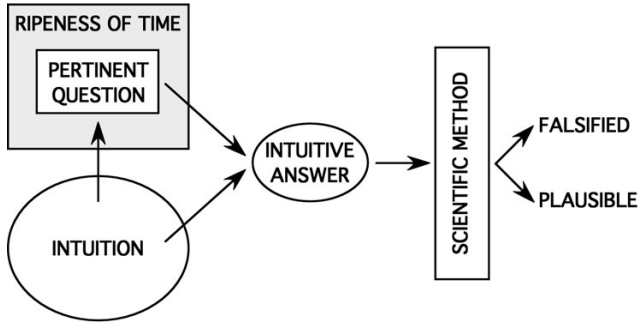 RIPENESS OF TIME
PERTINENT
QUESTION
INTUITION
INTUITIVE
ANSWER
SCIENTIFIC METHOD
FALSIFIED
PLAUSIBLE